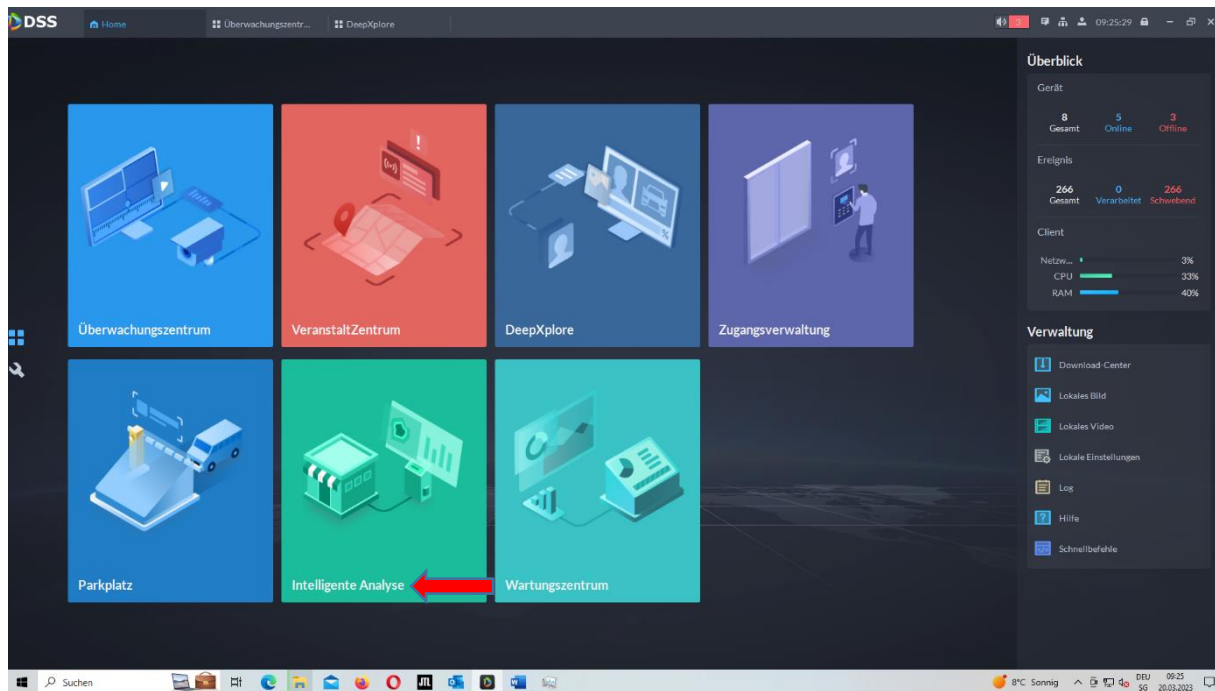 DSS
Home
Überwachungszentr...
DeepXplore
3
09:25:29
Überblick
Gerät
8 5 3
Gesamt Online Offline
Ereignis
266 0 266
Gesamt Verarbeitet Schwebend
Client
Netzw... 3%
CPU 33%
RAM 40%
Überwachungszentrum
VeranstaltZentrum
DeepXplore
Zugangsverwaltung
Verwaltung
Download-Center
Lokales Bild
Lokales Video
Lokale Einstellungen
Log
Hilfe
Schnellbefehle
Parkplatz
Intelligente Analyse
Wartungszentrum
Suchen
JTL
8°C Sonnig
DEU
SG
09:25
20.03.2023